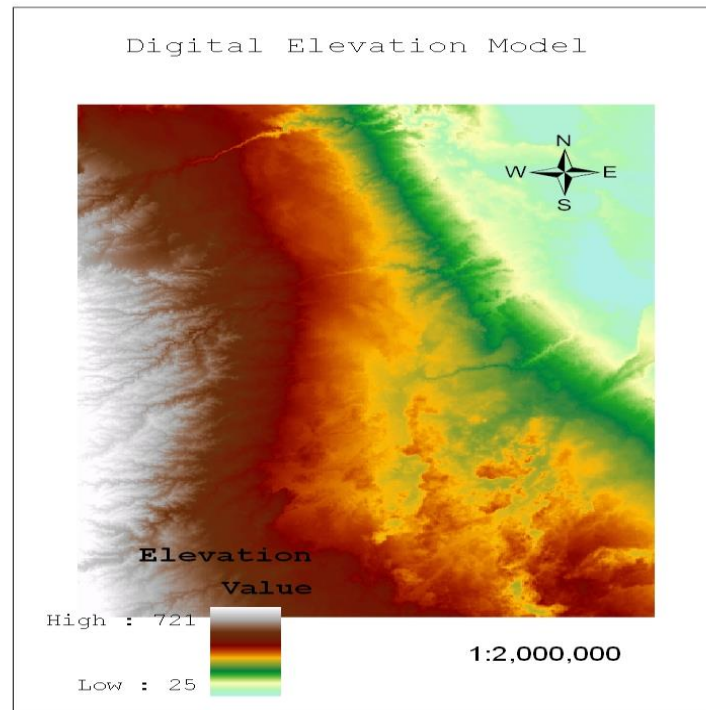 Digital Elevation Model
N
W E
S
Elevation
Value
High : 721
Low : 25
1:2,000,000